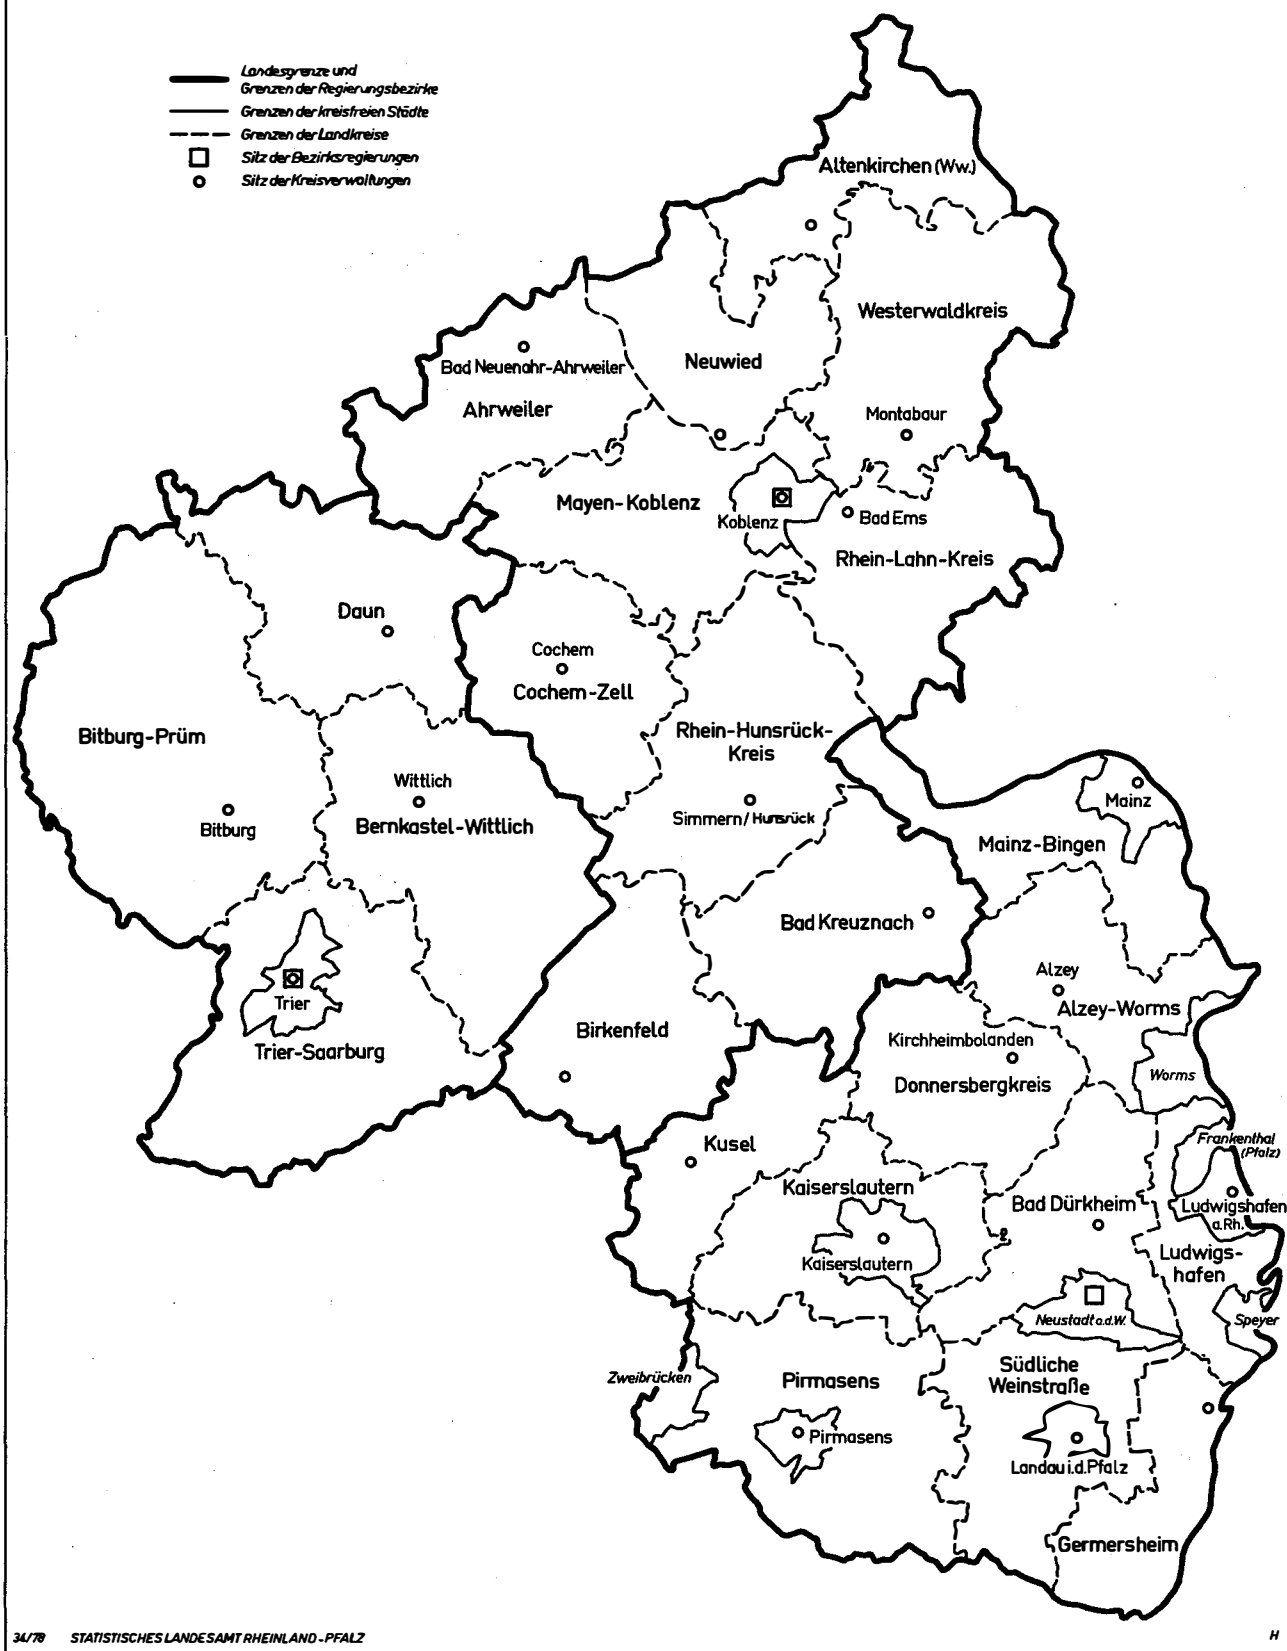 Landesgrenze und
Grenzen der Regierungsbezirke
Grenzen der kreisfreien Städte
Grenzen der Landkreise
Sitz der Bezirksregierungen
Sitz der Kreisverwaltungen
Altenkirchen (Ww.)
Westerwaldkreis
Neuwied
Bad Neuenahr-Ahrweiler
Ahrweiler
Montabaur
Mayen-Koblenz
Koblenz
Bad Ems
Rhein-Lahn-Kreis
Daun
Cochem
Cochem-Zell
Bitburg-Prüm
Rhein-Hunsrück-
Kreis
Wittlich
Bernkastel-Wittlich
Bitburg
Simmern/Hunsrück
Mainz
Mainz-Bingen
Bad Kreuznach
Alzey
Alzey-Worms
Trier
Trier-Saarburg
Birkenfeld
Kirchheimbolanden
Donnersbergkreis
Worms
Kusel
Frankenthal
(Pfalz)
Kaiserslautern
Bad Dürkheim
Ludwigshafen
a.Rh.
Kaiserslautern
Ludwigs-
hafen
Neustadt a.d.W.
Speyer
Zweibrücken
Pirmasens
Südliche
Weinstraße
Pirmasens
Landau i.d.Pfalz
Germersheim
34/78 STATISTISCHES LANDESAMT RHEINLAND-PFALZ
H